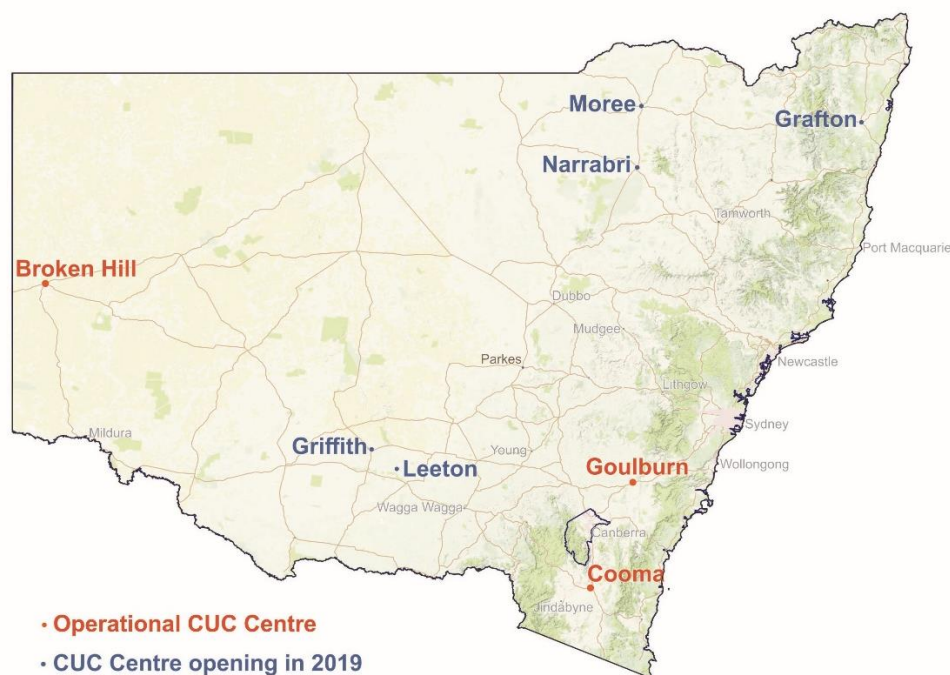 Moree
Grafton
Narrabri
Tamworth
Port Macquarie
Broken Hill
Dubbo
Mudgee
Parkes
Newcastle
Lithgow
Sydney
Mildura
Griffith
Leeton
Young
Goulburn
Wollongong
Wagga Wagga
Canberra
Cooma
Jindabyne
• Operational CUC Centre
• CUC Centre opening in 2019